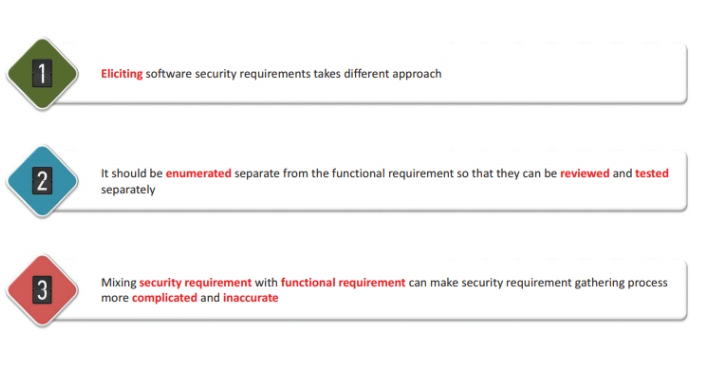 1
Eliciting software security requirements takes different approach
2
It should be enumerated separate from the functional requirement so that they can be reviewed and tested
separately
3
Mixing security requirement with functional requirement can make security requirement gathering process
more complicated and inaccurate